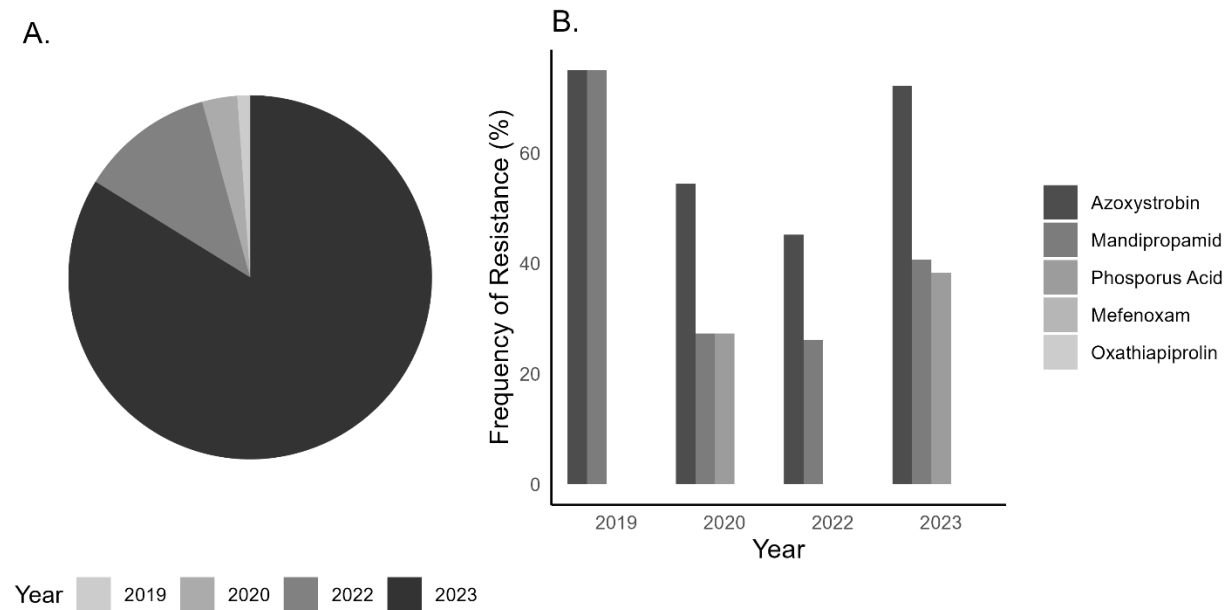 A.
B.
Frequency of Resistance (%)
60
40
20
0
2019 2020 2022 2023
Year
Azoxystrobin
Mandipropamid
Phosporus Acid
Mefenoxam
Oxathiapiprolin
Year 2019 2020 2022 2023